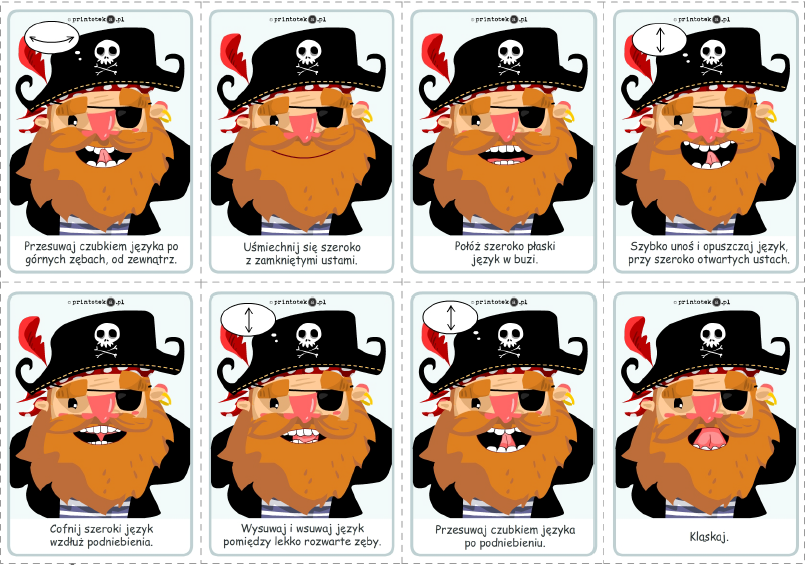 © printotek a .pl
© printotek a .pl
© printotek a .pl
© printotek a .pl
Przesuwaj czubkiem języka po
górnych zębach, od zewnątrz.
Uśmiechnij się szeroko
z zamkniętymi ustami.
Połóż szeroko płaski
język w buzi.
Szybko unoś i opuszczaj język,
przy szeroko otwartych ustach.
© printotek a .pl
© printotek a .pl
© printotek a .pl
© printotek a .pl
Cofnij szeroki język
wzdłuż podniebienia.
Wysuwaj i wsuwaj język
pomiędzy lekko rozwarte zęby.
Przesuwaj czubkiem języka
po podniebieniu.
Kląskaj.